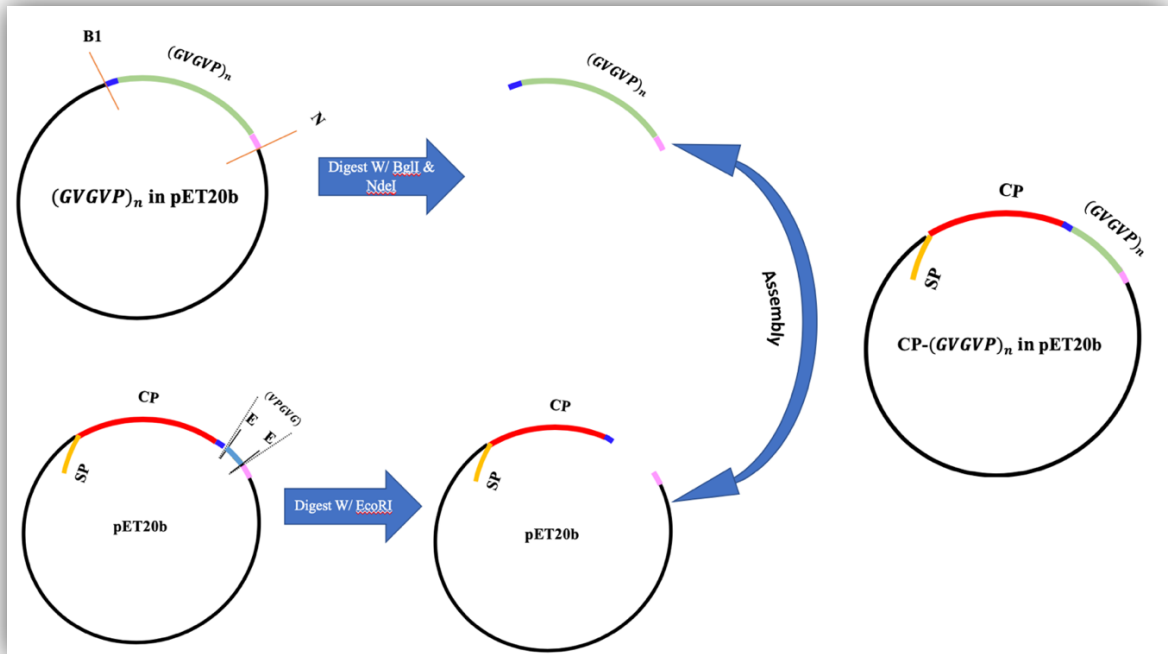 B1
(GVGVP)n
N
(GVGVP)n in pET20b
Digest W/ BglI &
NdeI
(GVGVP)n
Assembly
CP
(GVGVP)n
SP
CP-(GVGVP)n in pET20b
CP
(VPGVG)
E
E
SP
pET20b
Digest W/ EcoRI
CP
SP
pET20b